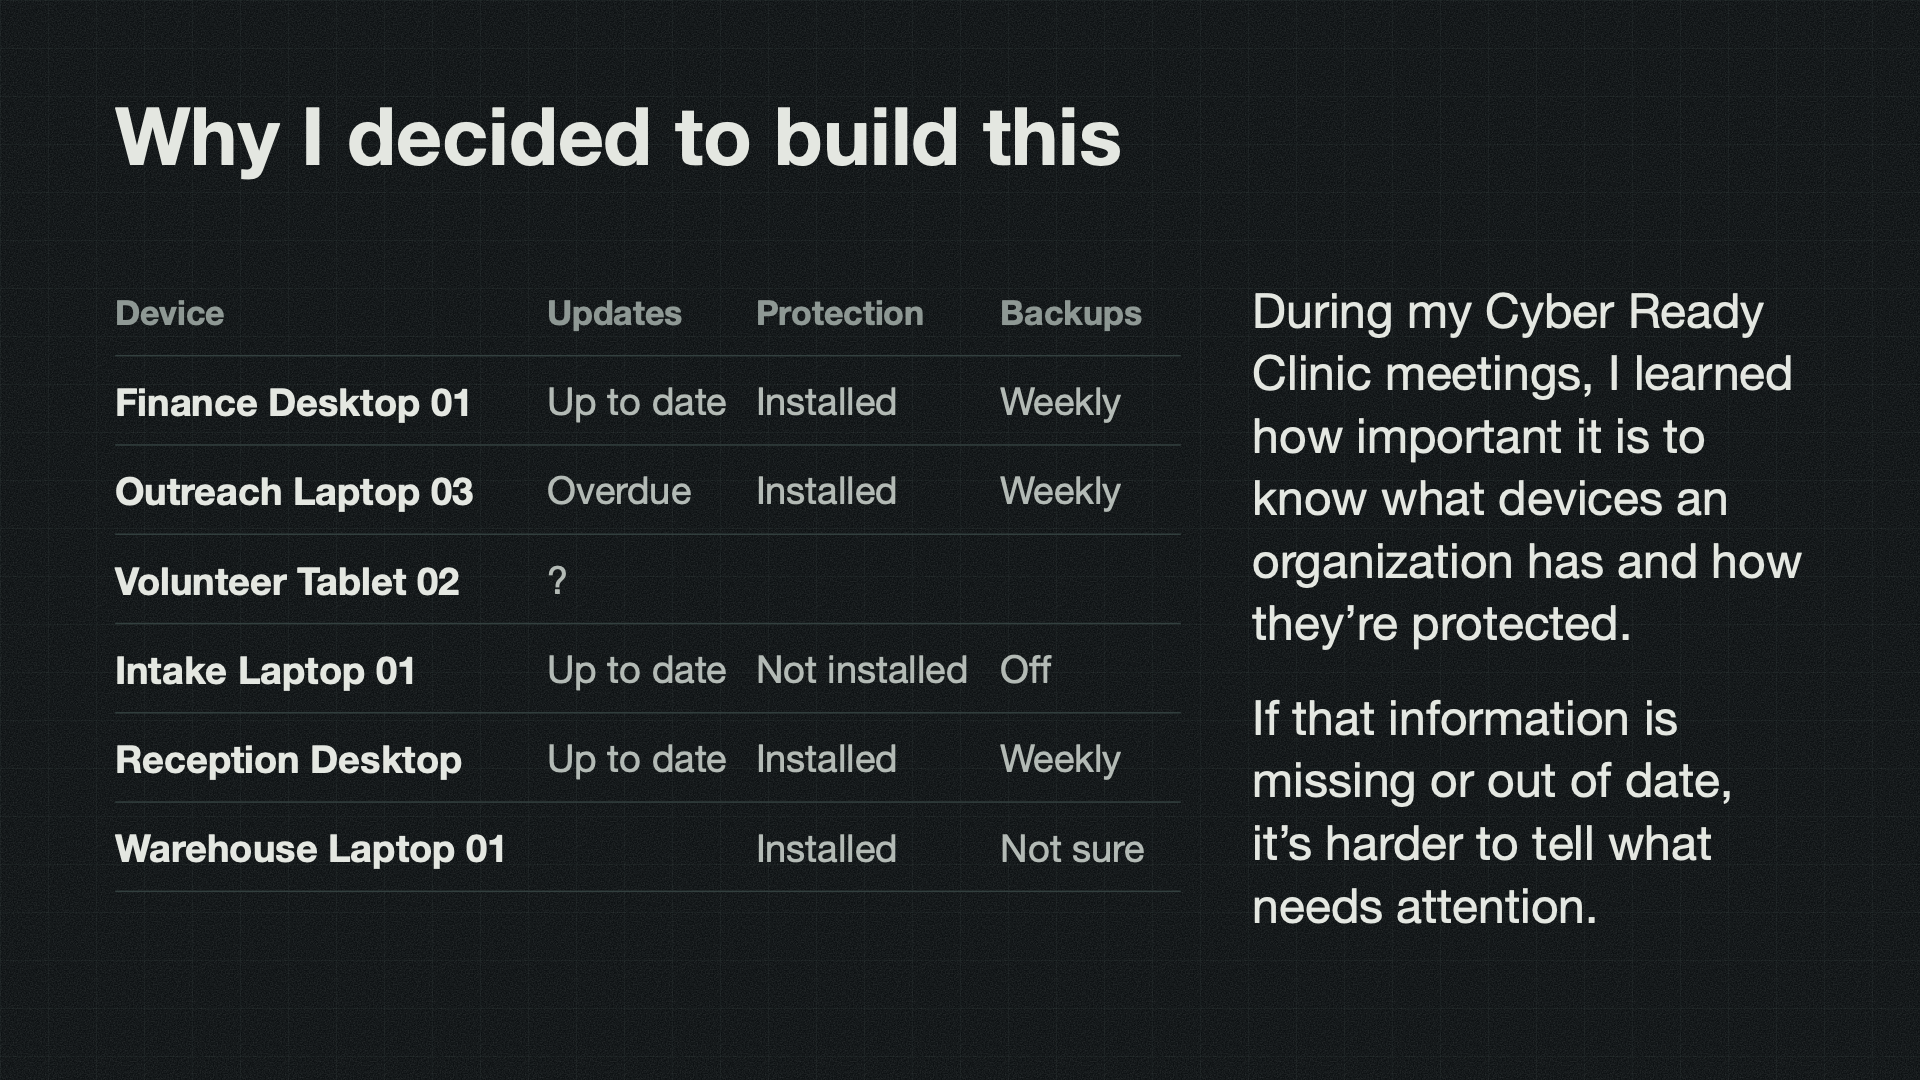 Why I decided to build this
Device Updates Protection Backups
Finance Desktop 01 Up to date Installed Weekly
Outreach Laptop 03 Overdue Installed Weekly
Volunteer Tablet 02 ?
Intake Laptop 01 Up to date Not installed Off
Reception Desktop Up to date Installed Weekly
Warehouse Laptop 01 Installed Not sure
During my Cyber Ready
Clinic meetings, I learned
how important it is to
know what devices an
organization has and how
they’re protected.
If that information is
missing or out of date,
it’s harder to tell what
needs attention.